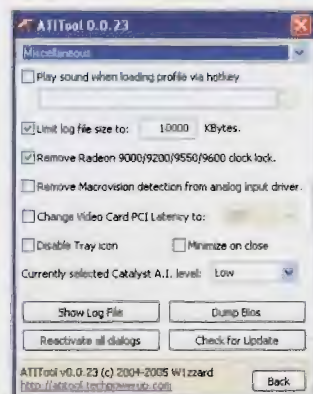 ATITool 0.0.23
Miscellaneous
Play sound when loading profile via hotkey
Limit log file size to: 10000 KBytes.
Remove Radeon 9000/9200/9550/9600 clock lock.
Remove Macrovision detection from analog input driver.
Change Video Card PCI Latency to:
Disable Tray icon Minimize on close
Currently selected Catalyst A.I. level: Low
Show Log File Dump Bios
Reactivate all dialogs Check for Update
ATITool v0.0.23 (c) 2004-2005 W1zzard
http://atitool.techpowerup.com Back